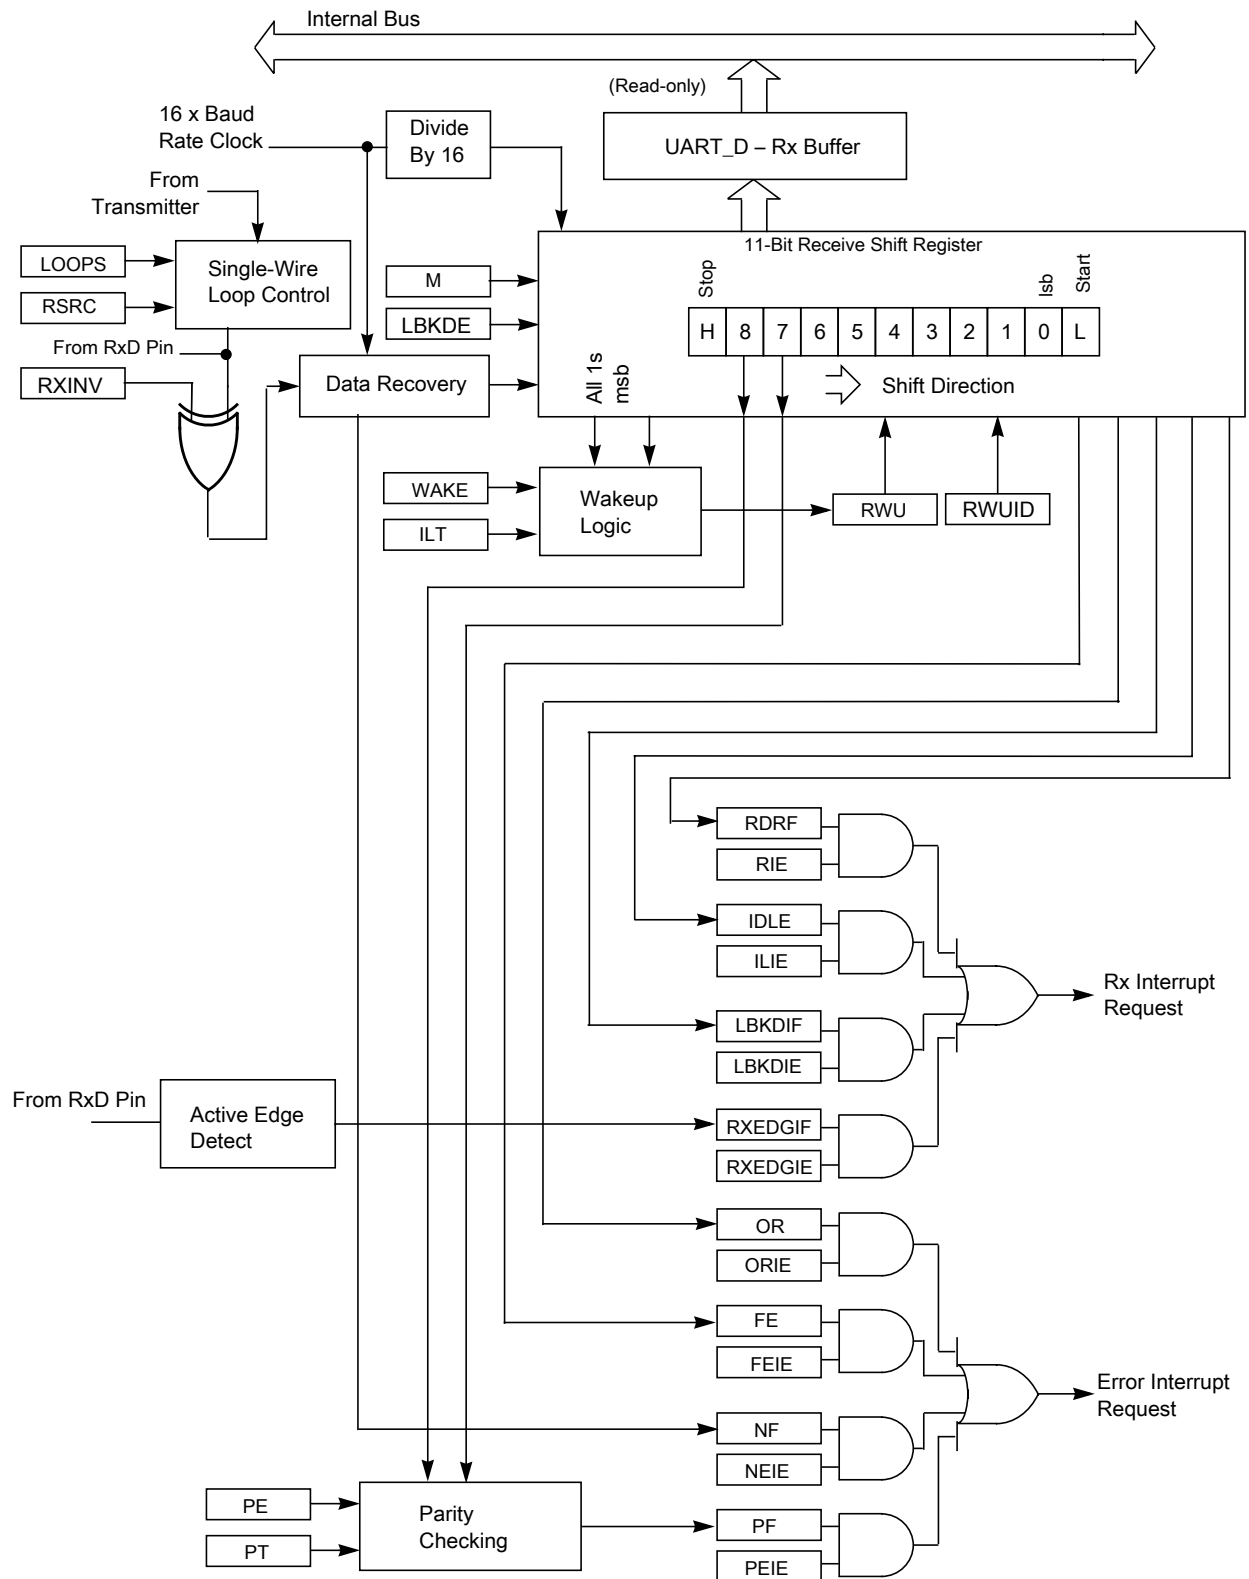 Internal Bus
(Read-only)
16 x Baud
Rate Clock
Divide
By 16
UART_D – Rx Buffer
From
Transmitter
11-Bit Receive Shift Register
LOOPS
Single-Wire
Loop Control
RSRC
M
LBKDE
Stop
lsb
Start
H 8 7 6 5 4 3 2 1 0 L
From RxD Pin
RXINV
Data Recovery
All 1s
msb
Shift Direction
WAKE
ILT
Wakeup
Logic
RWU
RWUID
RDRF
RIE
IDLE
ILIE
Rx Interrupt
Request
LBKDIF
LBKDIE
From RxD Pin
Active Edge
Detect
RXEDGIF
RXEDGIE
OR
ORIE
FE
FEIE
Error Interrupt
Request
NF
NEIE
PE
PT
Parity
Checking
PF
PEIE